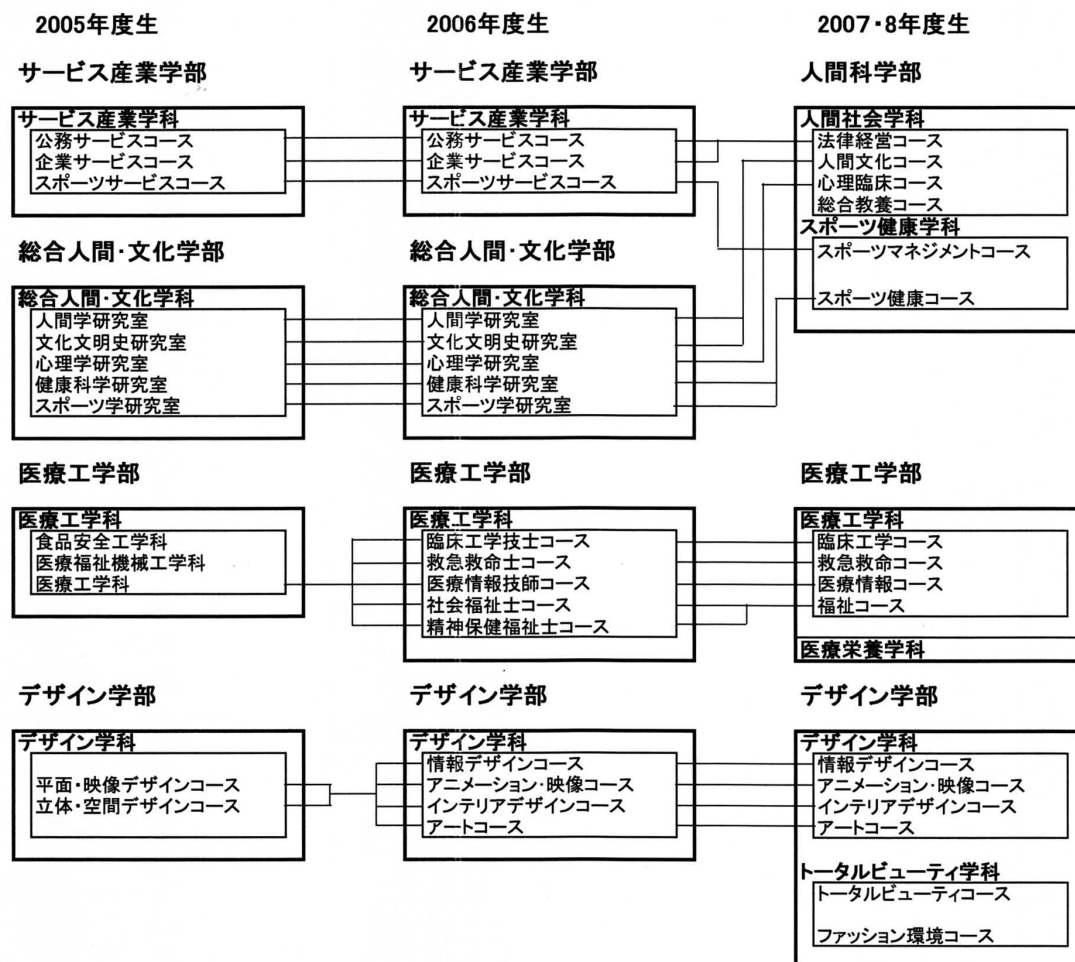 2005年度生
サービス産業学部
サービス産業学科
公務サービスコース
企業サービスコース
スポーツサービスコース
総合人間・文化学部
総合人間・文化学科
人間学研究室
文化文明史研究室
心理学研究室
健康科学研究室
スポーツ学研究室
医療工学部
医療工学科
食品安全工学科
医療福祉機械工学科
医療工学科
デザイン学部
デザイン学科
平面・映像デザインコース
立体・空間デザインコース
2006年度生
サービス産業学部
サービス産業学科
公務サービスコース
企業サービスコース
スポーツサービスコース
総合人間・文化学部
総合人間・文化学科
人間学研究室
文化文明史研究室
心理学研究室
健康科学研究室
スポーツ学研究室
医療工学部
医療工学科
臨床工学技士コース
救急救命士コース
医療情報技師コース
社会福祉士コース
精神保健福祉士コース
デザイン学部
デザイン学科
情報デザインコース
アニメーション・映像コース
インテリアデザインコース
アートコース
2007・8年度生
人間科学部
人間社会学科
法律経営コース
人間文化コース
心理臨床コース
総合教養コース
スポーツ健康学科
スポーツマネジメントコース
スポーツ健康コース
医療工学部
医療工学科
臨床工学コース
救急救命コース
医療情報コース
福祉コース
医療栄養学科
デザイン学部
デザイン学科
情報デザインコース
アニメーション・映像コース
インテリアデザインコース
アートコース
トータルビューティ学科
トータルビューティコース
ファッション環境コース